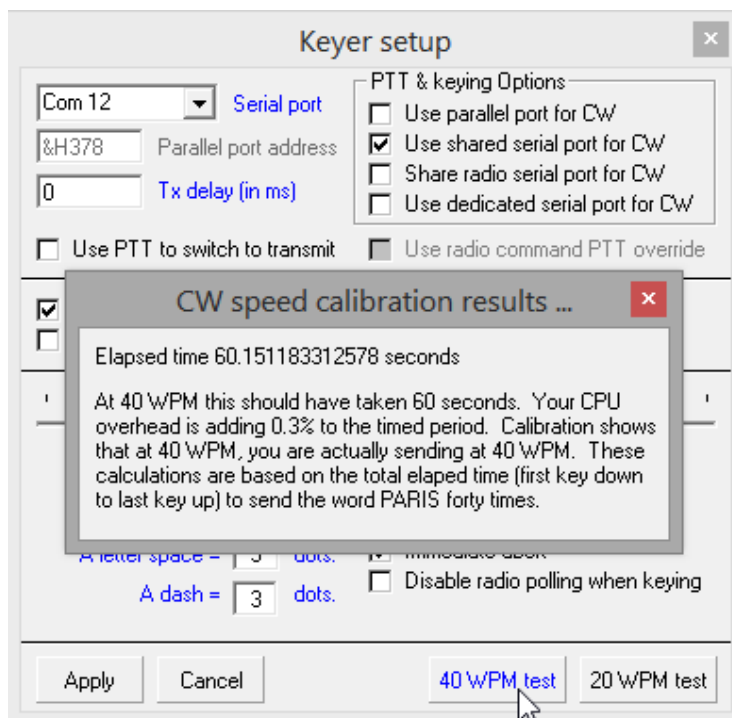 Keyer setup
Com 12 Serial port
&H378 Parallel port address
0 Tx delay (in ms)
PTT & keying Options
Use parallel port for CW
Use shared serial port for CW
Share radio serial port for CW
Use dedicated serial port for CW
Use PTT to switch to transmit
Use radio command PTT override
CW speed calibration results ...
Elapsed time 60.151183312578 seconds
At 40 WPM this should have taken 60 seconds. Your CPU
overhead is adding 0.3% to the timed period. Calibration shows
that at 40 WPM, you are actually sending at 40 WPM. These
calculations are based on the total elaped time (first key down
to last key up) to send the word PARIS forty times.
A letter space = 3 dots.
A dash = 3 dots.
Immediate abort
Disable radio polling when keying
Apply
Cancel
40 WPM test
20 WPM test